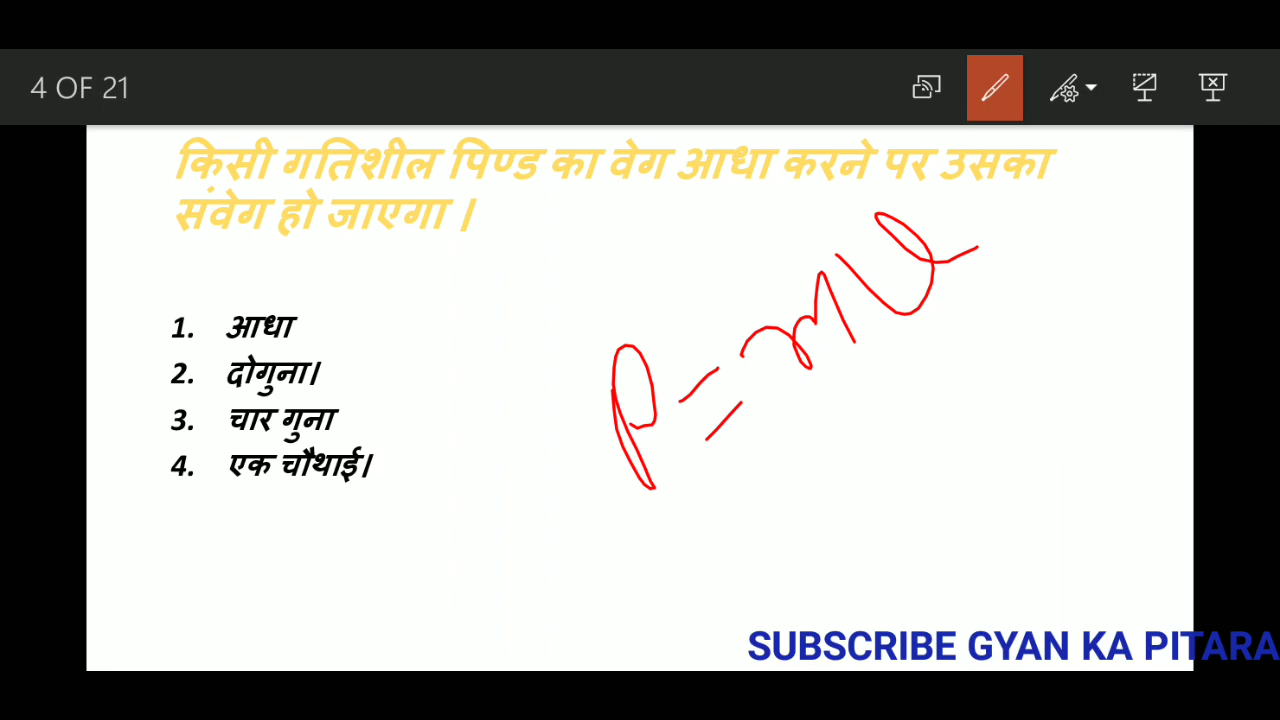 4 OF 21
किसी गतिशील पिण्ड का वेग आधा करने पर उसका
संवेग हो जाएगा ।
1. आधा
2. दोगुना।
3. चार गुना
4. एक चौथाई।
P = mv
SUBSCRIBE GYAN KA PITARA